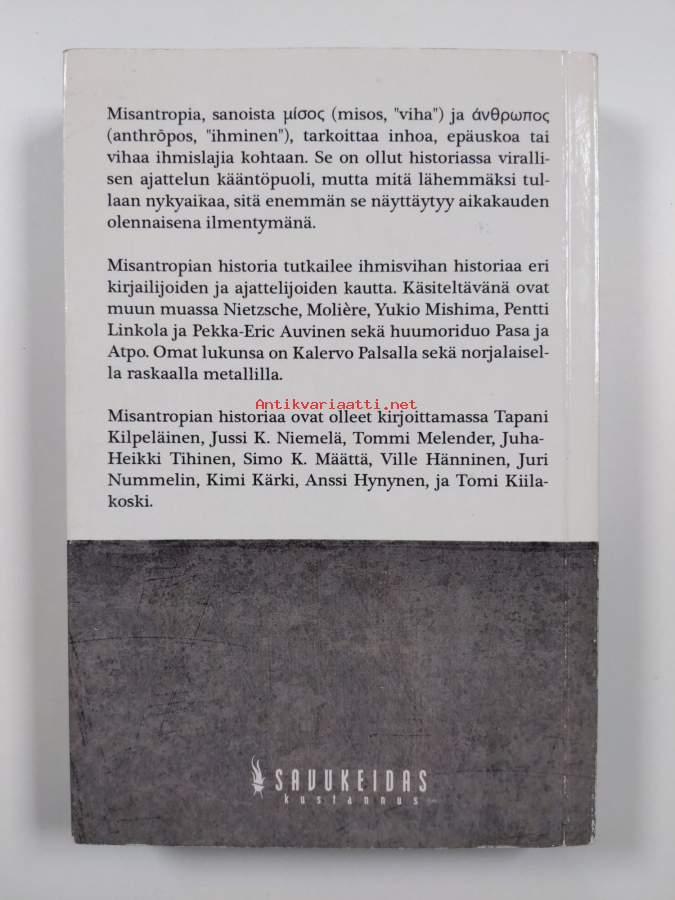 Misantropia, sanoista μίσος (misos, "viha") ja άνθρωπος
(anthrōpos, "ihminen"), tarkoittaa inhoa, epäuskoa tai
vihaa ihmislajia kohtaan. Se on ollut historiassa viralli-
sen ajattelun kääntöpuoli, mutta mitä lähemmäksi tul-
laan nykyaikaa, sitä enemmän se näyttäytyy aikakauden
olennaisena ilmentymänä.
Misantropian historia tutkailee ihmisvihan historiaa eri
kirjailijoiden ja ajattelijoiden kautta. Käsiteltävänä ovat
muun muassa Nietzsche, Molière, Yukio Mishima, Pentti
Linkola ja Pekka-Eric Auvinen sekä huumoriduo Pasa ja
Atpo. Omat lukunsa on Kalervo Palsalla sekä norjalaisel-
la raskaalla metallilla.
Antikvariaatti.net
Misantropian historiaa ovat olleet kirjoittamassa Tapani
Kilpeläinen, Jussi K. Niemelä, Tommi Melender, Juha-
Heikki Tihinen, Simo K. Määttä, Ville Hänninen, Juri
Nummelin, Kimi Kärki, Anssi Hynynen, ja Tomi Kiila-
koski.
SAVUKEIDAS
kustannus